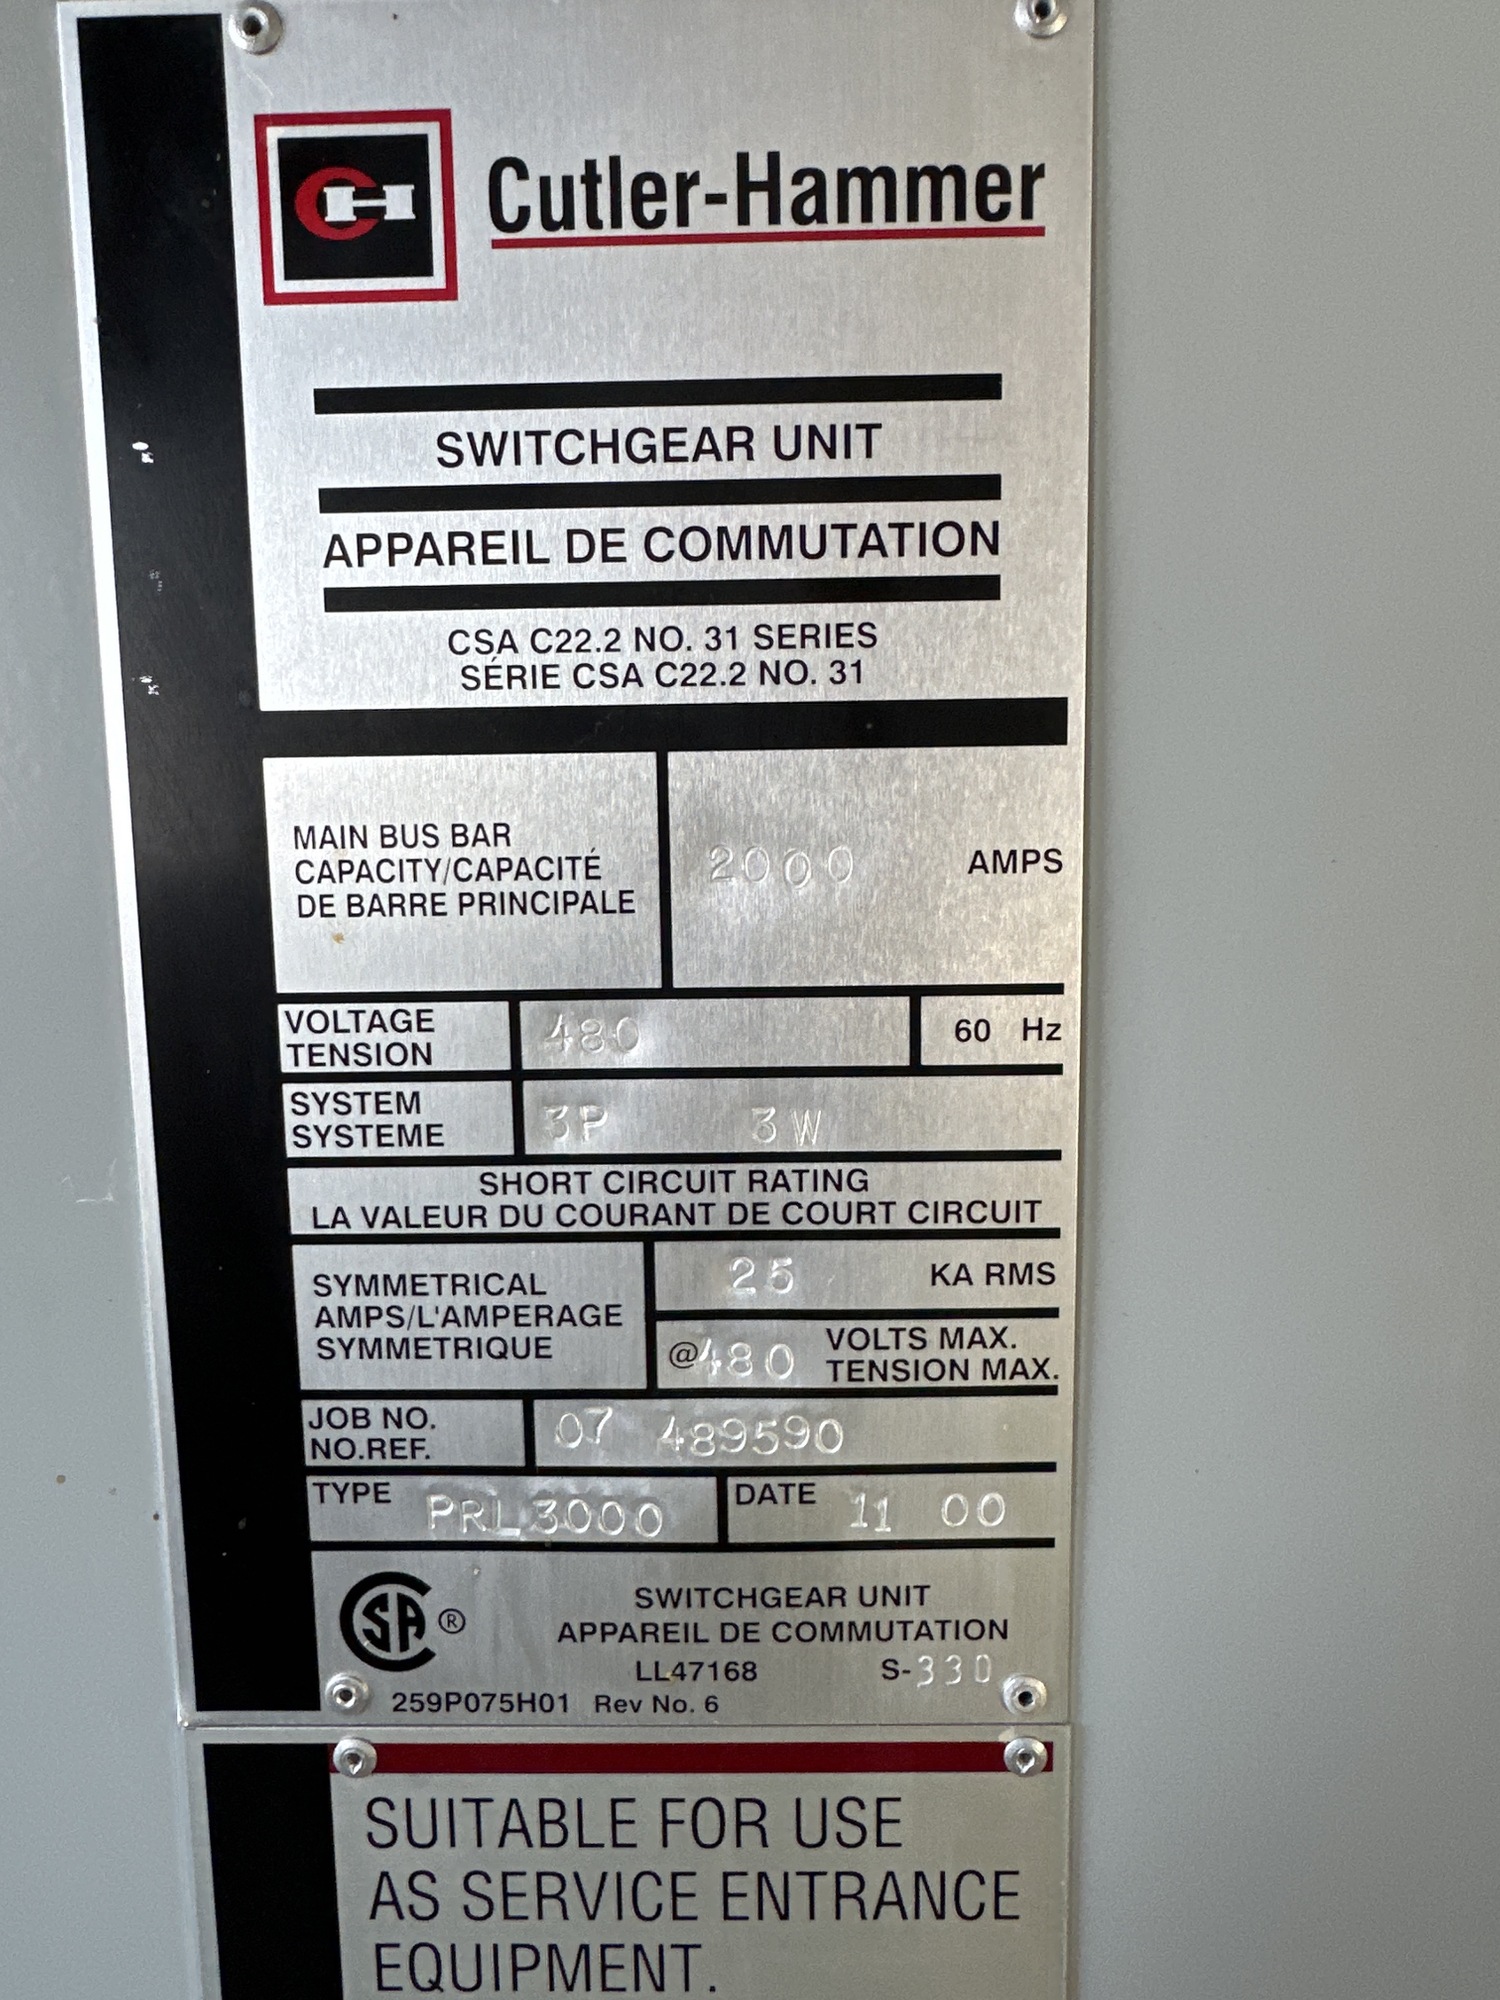 CH Cutler-Hammer
SWITCHGEAR UNIT
APPAREIL DE COMMUTATION
CSA C22.2 NO. 31 SERIES
SÉRIE CSA C22.2 NO. 31
MAIN BUS BAR
CAPACITY/CAPACITÉ
DE BARRE PRINCIPALE
2000 AMPS
VOLTAGE
TENSION
480
60 Hz
SYSTEM
SYSTEME
3P 3W
SHORT CIRCUIT RATING
LA VALEUR DU COURANT DE COURT CIRCUIT
SYMMETRICAL
AMPS/L'AMPERAGE
SYMMETRIQUE
25 KA RMS
@480 VOLTS MAX.
TENSION MAX.
JOB NO.
NO.REF.
07 489590
TYPE PRL3000
DATE 11 00
CSA ®
SWITCHGEAR UNIT
APPAREIL DE COMMUTATION
LL47168 S-330
259P075H01 Rev No. 6
SUITABLE FOR USE
AS SERVICE ENTRANCE
EQUIPMENT.